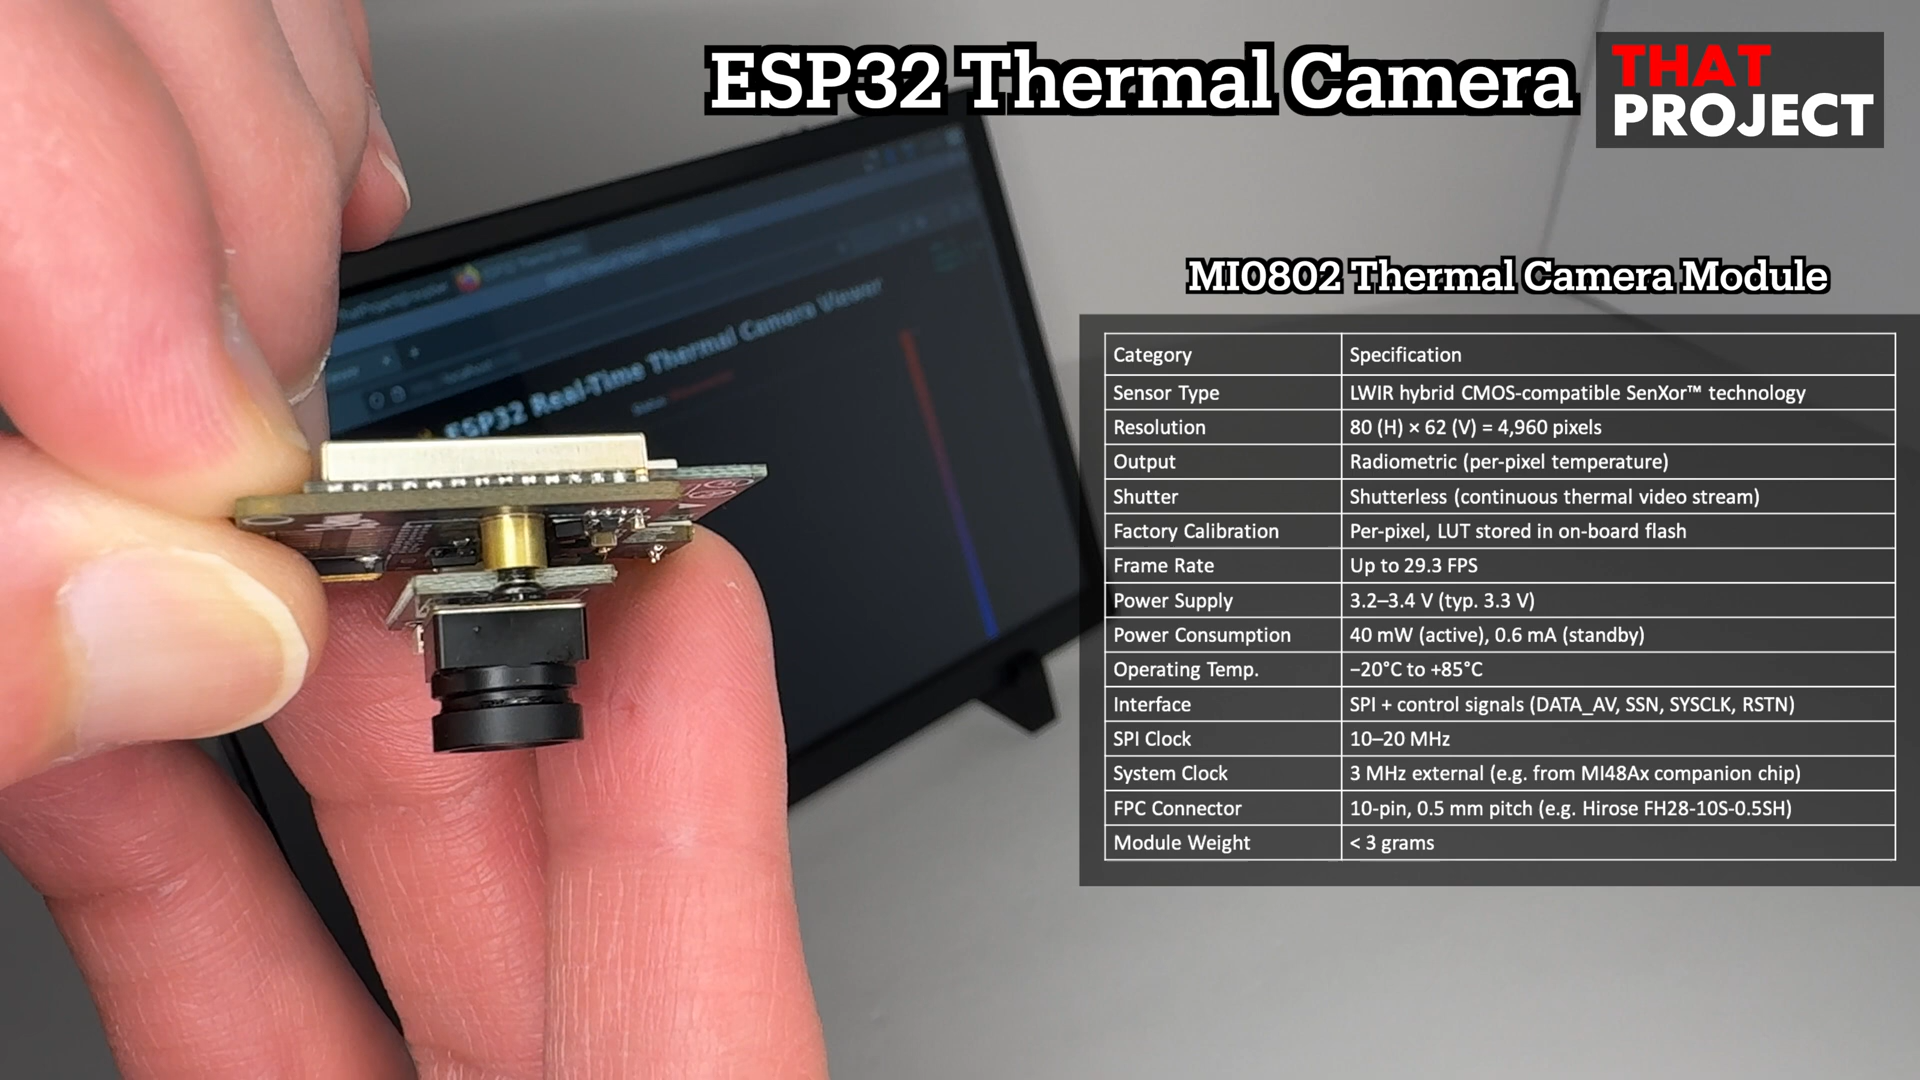 ESP32 Thermal Camera
THAT
PROJECT
ESP32 Real-Time Thermal Camera Viewer
MI0802 Thermal Camera Module
Category Specification
Sensor Type LWIR hybrid CMOS-compatible SenXor™ technology
Resolution 80 (H) × 62 (V) = 4,960 pixels
Output Radiometric (per-pixel temperature)
Shutter Shutterless (continuous thermal video stream)
Factory Calibration Per-pixel, LUT stored in on-board flash
Frame Rate Up to 29.3 FPS
Power Supply 3.2–3.4 V (typ. 3.3 V)
Power Consumption 40 mW (active), 0.6 mA (standby)
Operating Temp. −20°C to +85°C
Interface SPI + control signals (DATA_AV, SSN, SYSCLK, RSTN)
SPI Clock 10–20 MHz
System Clock 3 MHz external (e.g. from MI48Ax companion chip)
FPC Connector 10-pin, 0.5 mm pitch (e.g. Hirose FH28-10S-0.5SH)
Module Weight < 3 grams